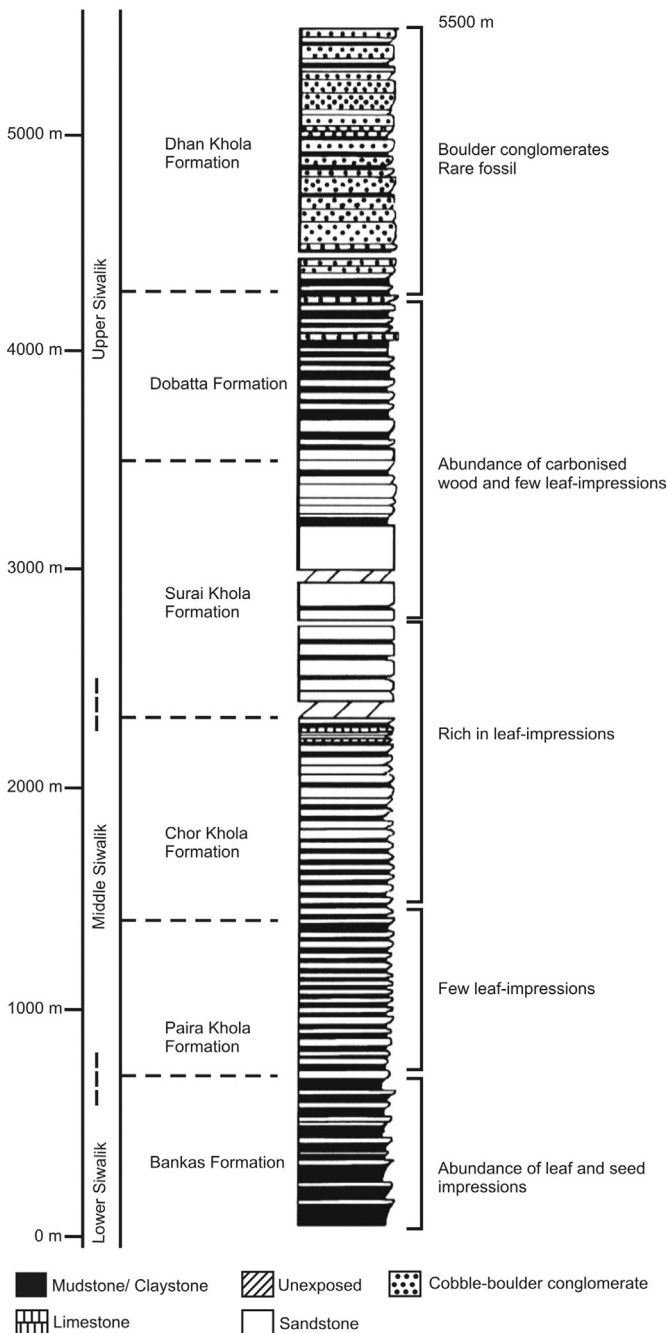 5500 m
5000 m
Dhan Khola
Formation
Boulder conglomerates
Rare fossil
Upper Siwalik
4000 m
Dobatta Formation
Abundance of carbonised
wood and few leaf-impressions
3000 m
Surai Khola
Formation
Rich in leaf-impressions
2000 m
Chor Khola
Formation
Middle Siwalik
Few leaf-impressions
1000 m
Paira Khola
Formation
Bankas Formation
Abundance of leaf and seed
impressions
Lower Siwalik
0 m
Mudstone/ Claystone
Unexposed
Cobble-boulder conglomerate
Limestone
Sandstone